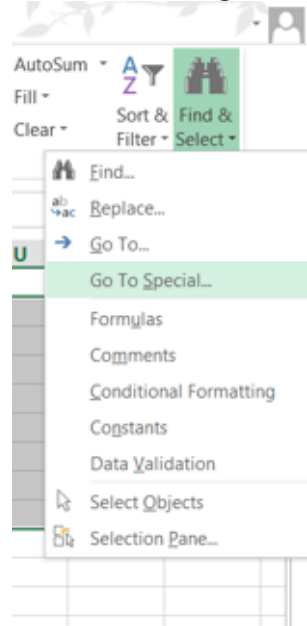 AutoSum
Fill
Clear
Sort &
Filter
Find &
Select
Find...
Replace...
Go To...
U
Go To Special...
Formulas
Comments
Conditional Formatting
Constants
Data Validation
Select Objects
Selection Pane...